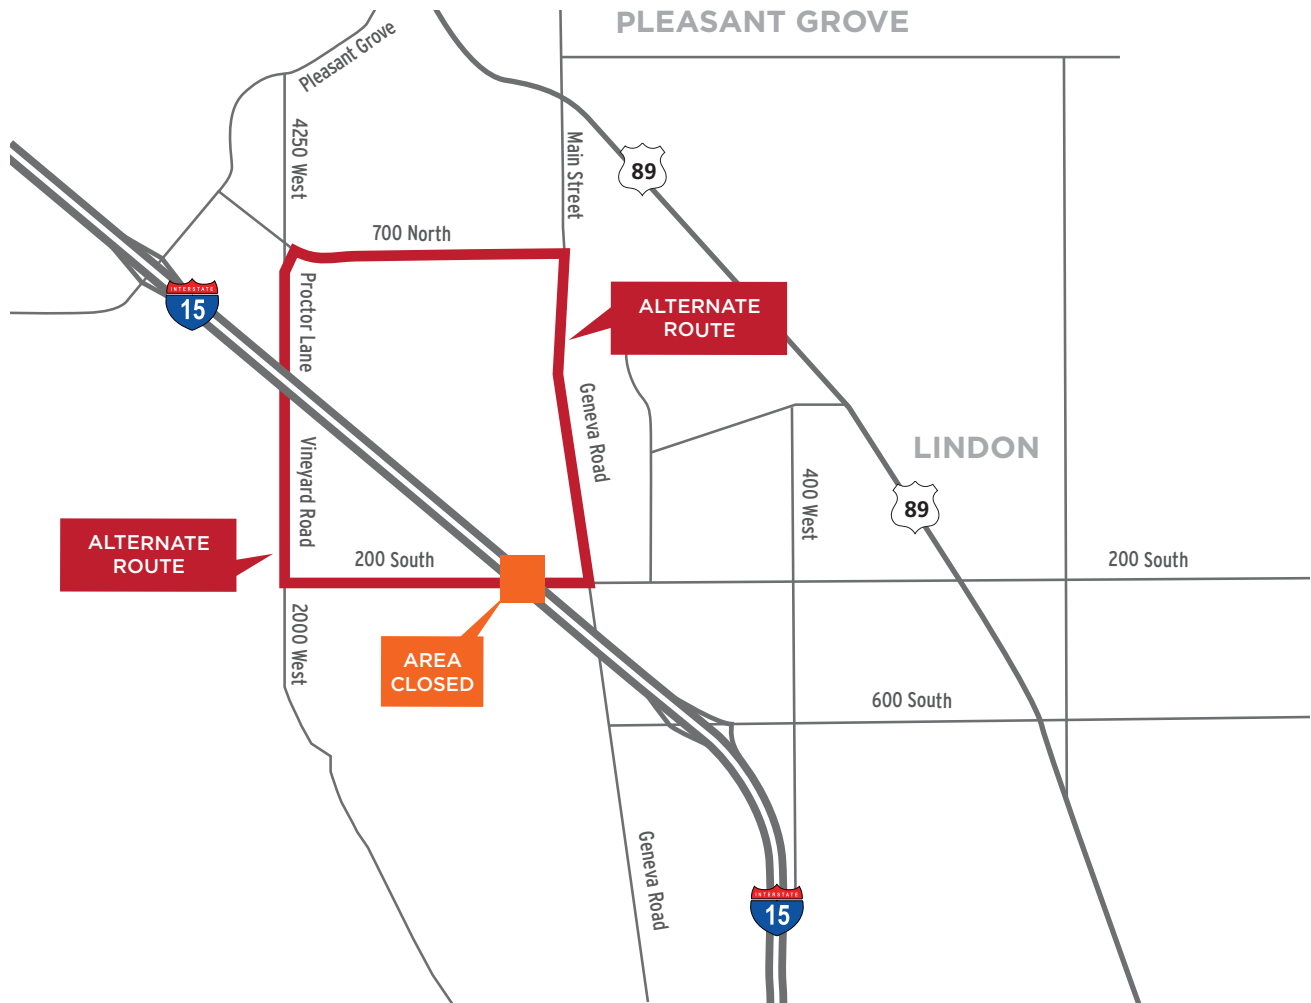 PLEASANT GROVE
Pleasant Grove
4250 West
Main Street
89
700 North
INTERSTATE
15
Proctor Lane
ALTERNATE
ROUTE
Geneva Road
LINDON
Vineyard Road
400 West
89
ALTERNATE
ROUTE
200 South
200 South
2000 West
AREA
CLOSED
600 South
Geneva Road
INTERSTATE
15